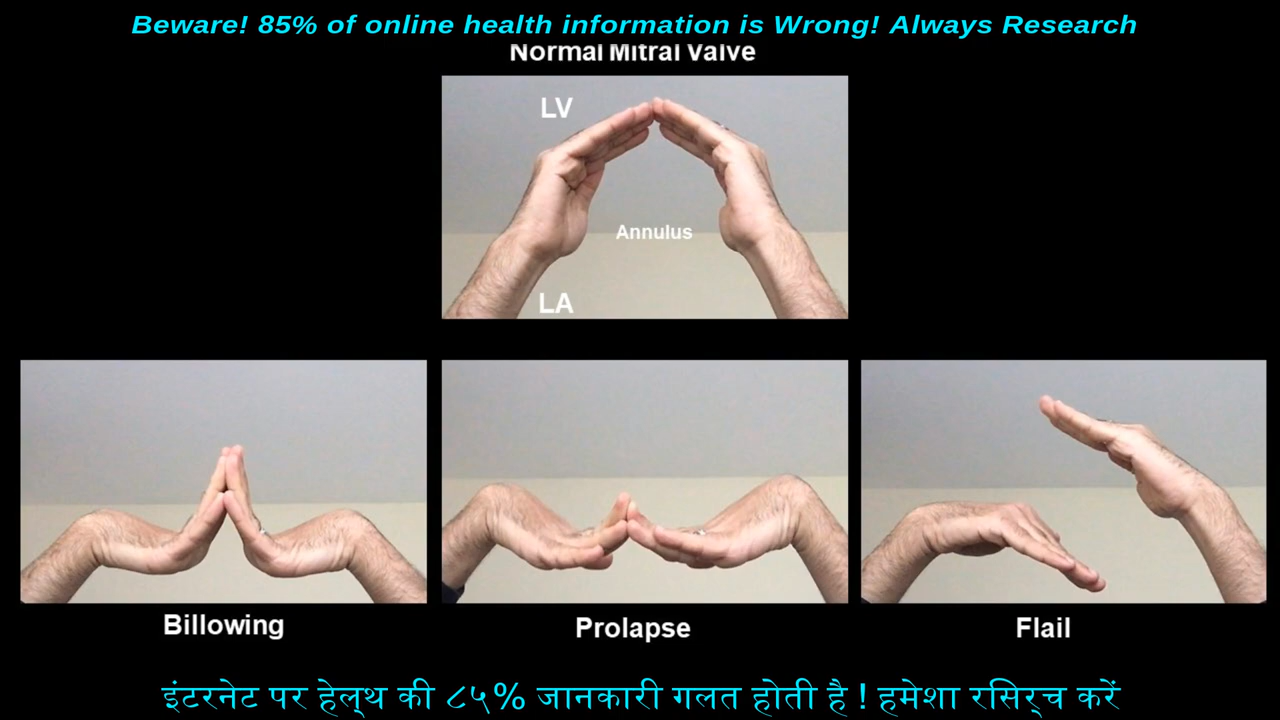 Beware! 85% of online health information is Wrong! Always Research
Normal Mitral Valve
LV
Annulus
LA
Billowing
Prolapse
Flail
इंटरनेट पर हेल्थ की ८५% जानकारी गलत होती है ! हमेशा रिसर्च करें